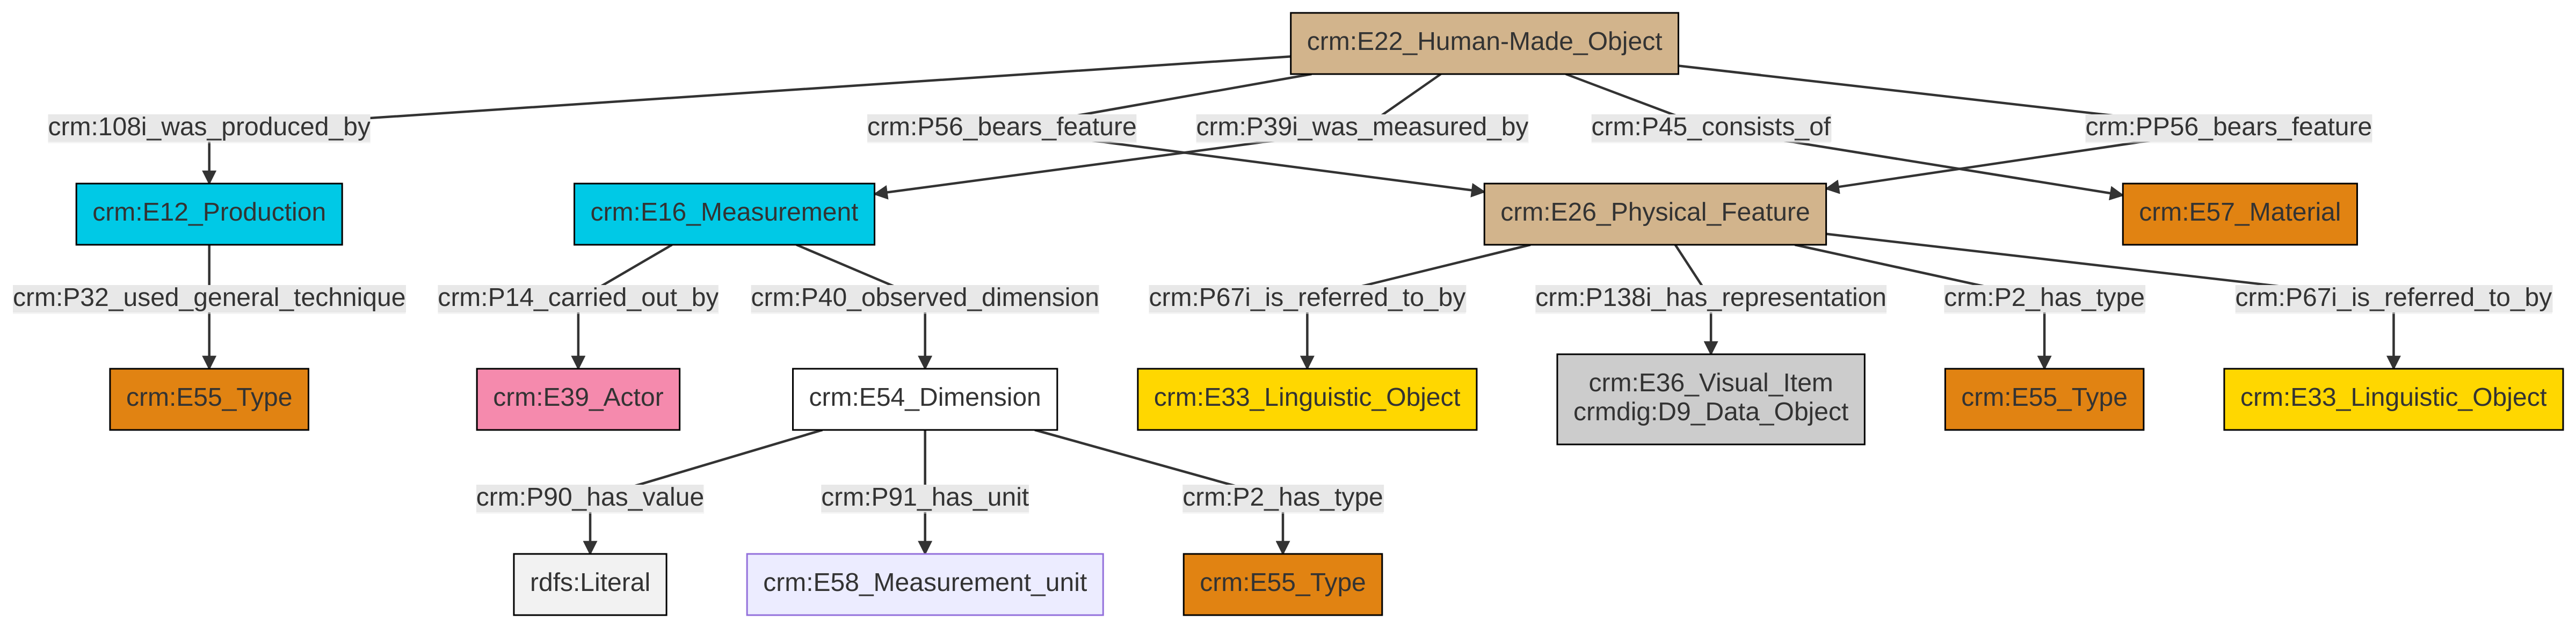 crm:E22_Human-Made_Object
crm:108i_was_produced_by
crm:P56_bears_feature
crm:P39i_was_measured_by
crm:P45_consists_of
crm:PP56_bears_feature
crm:E12_Production
crm:E16_Measurement
crm:E26_Physical_Feature
crm:E57_Material
crm:P32_used_general_technique
crm:P14_carried_out_by
crm:P40_observed_dimension
crm:P67i_is_referred_to_by
crm:P138i_has_representation
crm:P2_has_type
crm:P67i_is_referred_to_by
crm:E55_Type
crm:E39_Actor
crm:E54_Dimension
crm:E33_Linguistic_Object
crm:E36_Visual_Item
crmdig:D9_Data_Object
crm:E55_Type
crm:E33_Linguistic_Object
crm:P90_has_value
crm:P91_has_unit
crm:P2_has_type
rdfs:Literal
crm:E58_Measurement_unit
crm:E55_Type